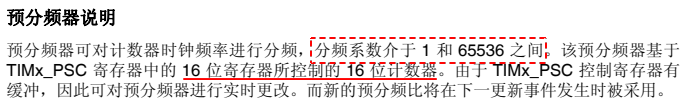 预分频器说明
预分频器可对计数器时钟频率进行分频，分频系数介于 1 和 65536 之间。该预分频器基于
TIMx_PSC 寄存器中的 16 位寄存器所控制的 16 位计数器。由于 TIMx_PSC 控制寄存器有
缓冲，因此可对预分频器进行实时更改。而新的预分频比将在下一更新事件发生时被采用。